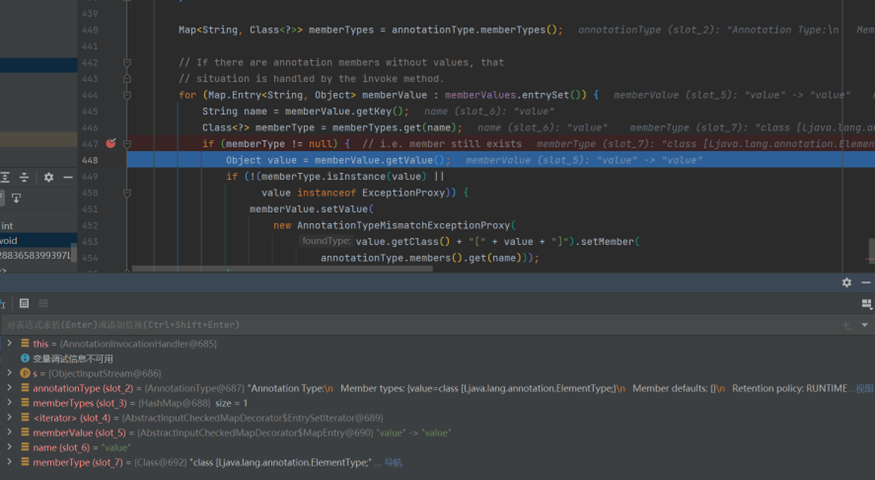 439
440 Map<String, Class<?>> memberTypes = annotationType.memberTypes(); annotationType (slot_2): "Annotation Type:\n Mem
441
442 // If there are annotation members without values, that
443 // situation is handled by the invoke method.
444 for (Map.Entry<String, Object> memberValue : memberValues.entrySet()) { memberValue (slot_5): "value" -> "value"
445 String name = memberValue.getKey(); name (slot_6): "value"
446 Class<?> memberType = memberTypes.get(name); name (slot_6): "value" memberType (slot_7): "class [Ljava.lang.an
447 if (memberType != null) { // i.e. member still exists memberType (slot_7): "class [Ljava.lang.annotation.Eleme
448 Object value = memberValue.getValue(); memberValue (slot_5): "value" -> "value"
449 if (!(memberType.isInstance(value) ||
450 value instanceof ExceptionProxy)) {
451 memberValue.setValue(
452 new AnnotationTypeMismatchExceptionProxy(
453 foundType: value.getClass() + "[" + value + "]").setMember(
454 annotationType.members().get(name)));
int
void
2883658399397L
对表达式求值(Enter)或添加监视(Ctrl+Shift+Enter)
this = {AnnotationInvocationHandler@685}
变量调试信息不可用
s = {ObjectInputStream@686}
annotationType (slot_2) = {AnnotationType@687} "Annotation Type:\n Member types: {value=class [Ljava.lang.annotation.ElementType;}\n Member defaults: {}\n Retention policy: RUNTIME... 视图
memberTypes (slot_3) = {HashMap@688} size = 1
<iterator> (slot_4) = {AbstractInputCheckedMapDecorator$EntrySetIterator@689}
memberValue (slot_5) = {AbstractInputCheckedMapDecorator$MapEntry@690} "value" -> "value"
name (slot_6) = "value"
memberType (slot_7) = {Class@692} "class [Ljava.lang.annotation.ElementType;" ... 导航